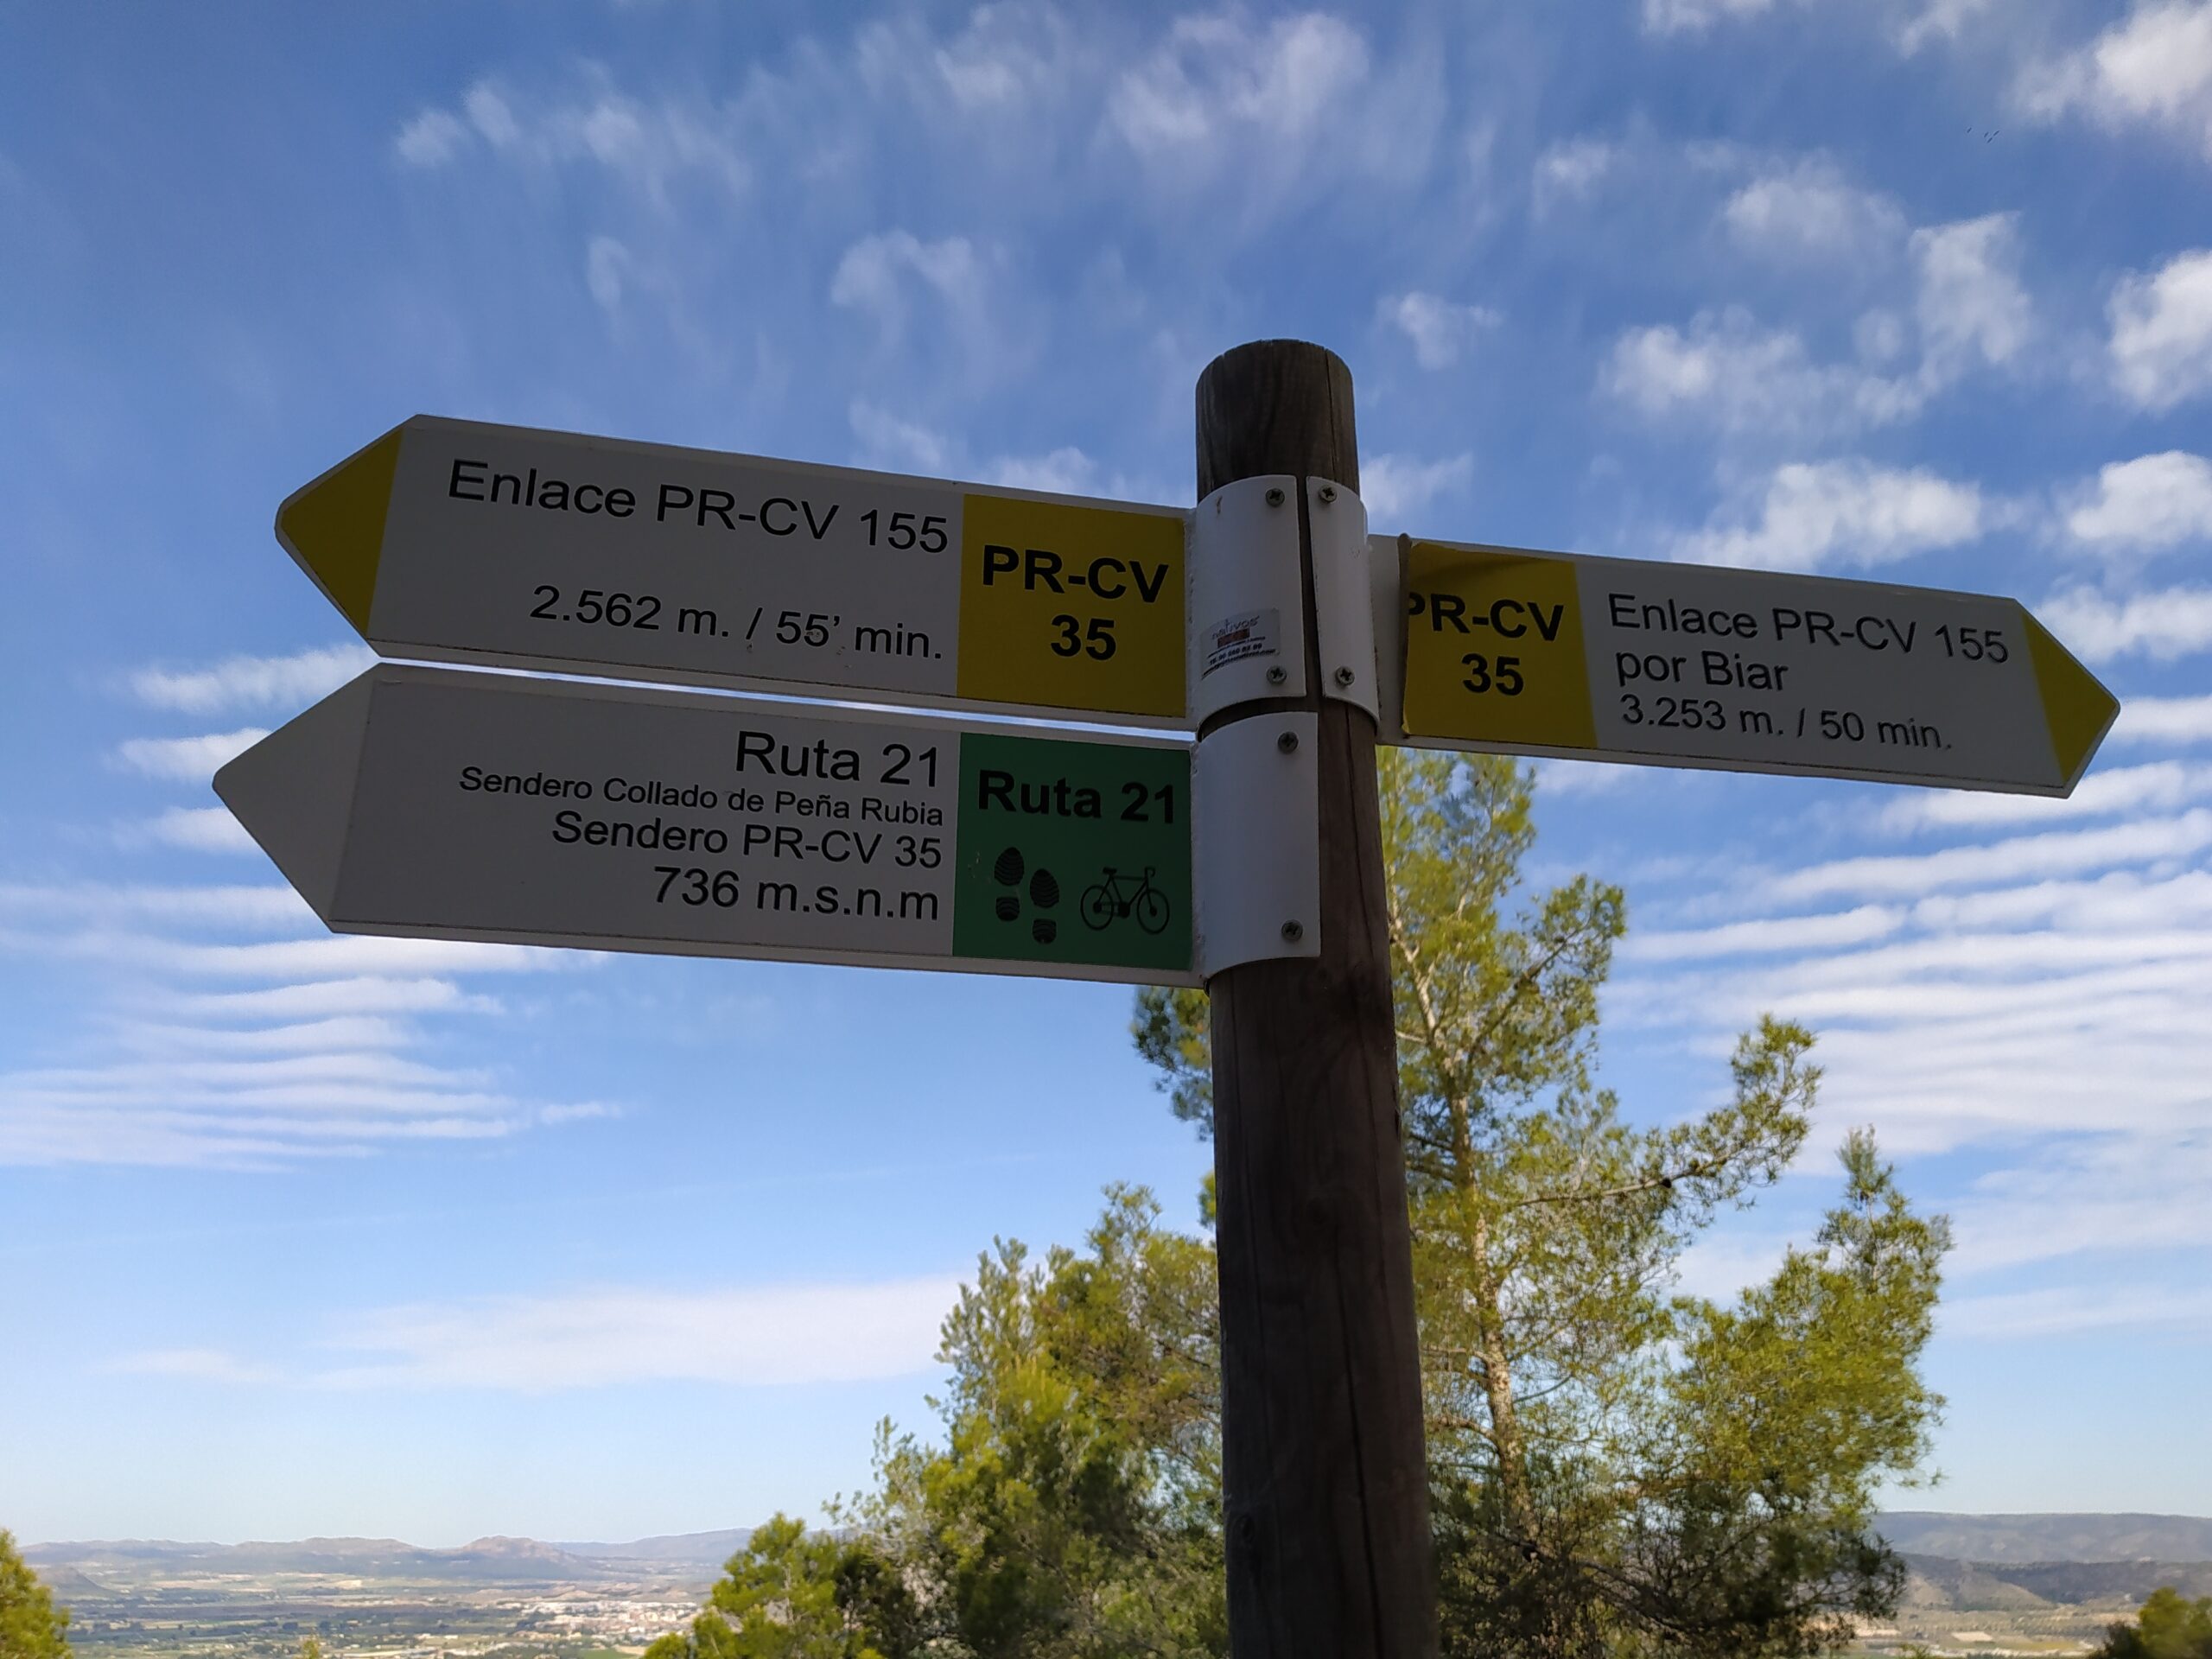 Enlace PR-CV 155
2.562 m. / 55' min.
PR-CV
35
Ruta 21
Sendero Collado de Peña Rubia
Sendero PR-CV 35
736 m.s.n.m
Ruta 21
PR-CV
35
Enlace PR-CV 155
por Biar
3.253 m. / 50 min.